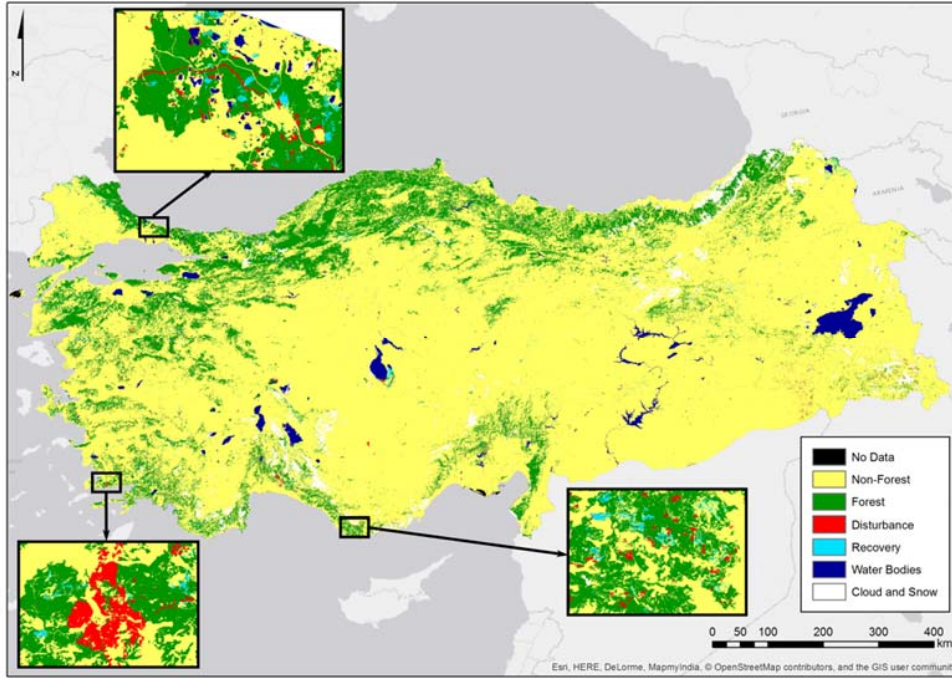 N
GEORGIA
ARMENIA
No Data
Non-Forest
Forest
Disturbance
Recovery
Water Bodies
Cloud and Snow
0 50 100 200 300 400
km
Esri, HERE, DeLorme, MapmyIndia, © OpenStreetMap contributors, and the GIS user communit